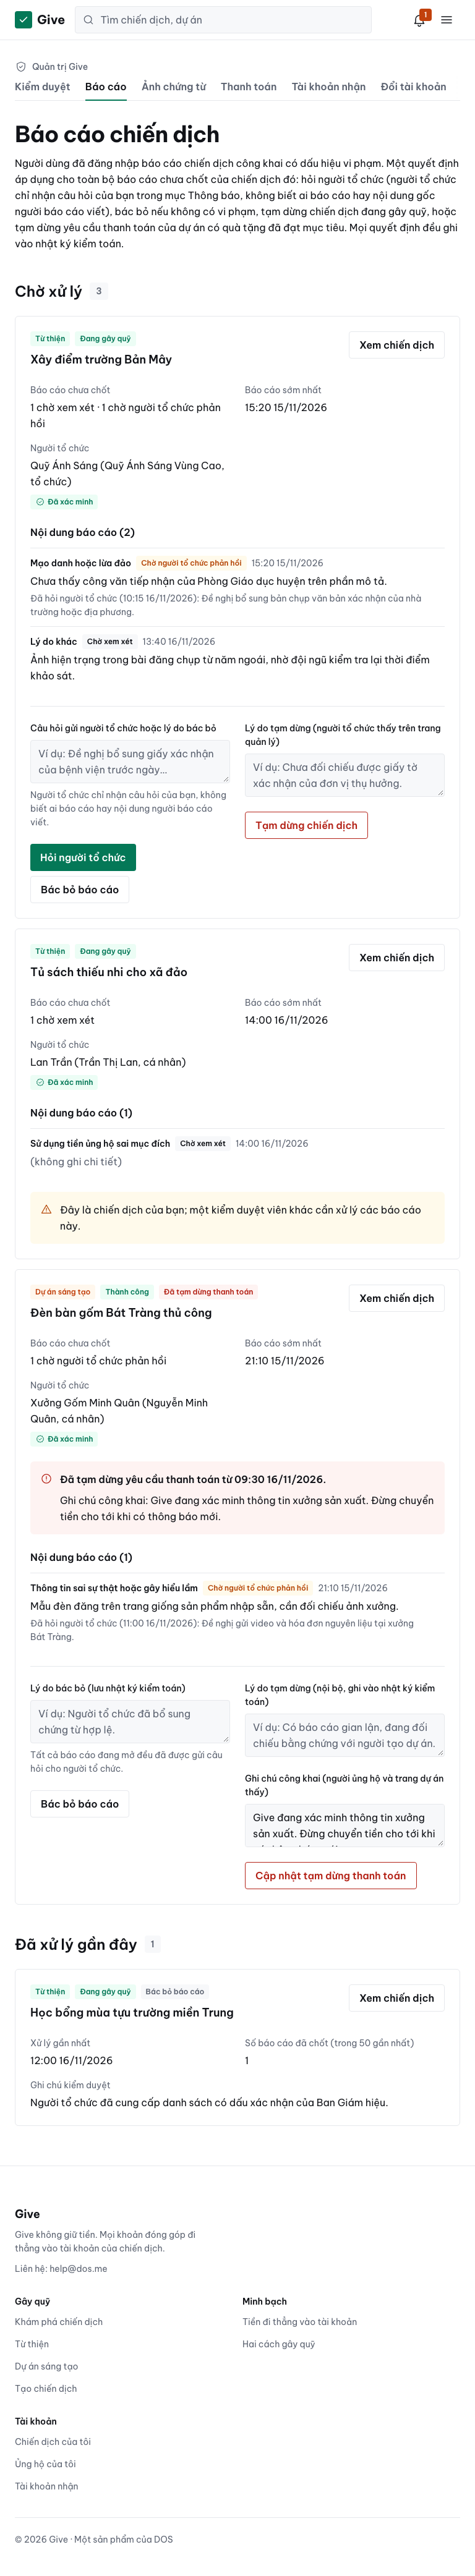 Give
Tìm chiến dịch, dự án
1
Quản trị Give
Kiểm duyệt Báo cáo Ảnh chứng từ Thanh toán Tài khoản nhận Đổi tài khoản
Báo cáo chiến dịch
Người dùng đã đăng nhập báo cáo chiến dịch công khai có dấu hiệu vi phạm. Một quyết định
áp dụng cho toàn bộ báo cáo chưa chốt của chiến dịch đó: hỏi người tổ chức (người tổ chức
chỉ nhận câu hỏi của bạn trong mục Thông báo, không biết ai báo cáo hay nội dung gốc
người báo cáo viết), bác bỏ nếu không có vi phạm, tạm dừng chiến dịch đang gây quỹ, hoặc
tạm dừng yêu cầu thanh toán của dự án có quà tặng đã đạt mục tiêu. Mọi quyết định đều ghi
vào nhật ký kiểm toán.
Chờ xử lý 3
Từ thiện Đang gây quỹ
Xem chiến dịch
Xây điểm trường Bản Mây
Báo cáo chưa chốt
1 chờ xem xét · 1 chờ người tổ chức phản
hồi
Báo cáo sớm nhất
15:20 15/11/2026
Người tổ chức
Quỹ Ánh Sáng (Quỹ Ánh Sáng Vùng Cao,
tổ chức)
Đã xác minh
Nội dung báo cáo (2)
Mạo danh hoặc lừa đảo Chờ người tổ chức phản hồi 15:20 15/11/2026
Chưa thấy công văn tiếp nhận của Phòng Giáo dục huyện trên phần mô tả.
Đã hỏi người tổ chức (10:15 16/11/2026): Đề nghị bổ sung bản chụp văn bản xác nhận của nhà
trường hoặc địa phương.
Lý do khác Chờ xem xét 13:40 16/11/2026
Ảnh hiện trạng trong bài đăng chụp từ năm ngoái, nhờ đội ngũ kiểm tra lại thời điểm
khảo sát.
Câu hỏi gửi người tổ chức hoặc lý do bác bỏ
Ví dụ: Đề nghị bổ sung giấy xác nhận
của bệnh viện trước ngày...
Người tổ chức chỉ nhận câu hỏi của bạn, không
biết ai báo cáo hay nội dung người báo cáo
viết.
Hỏi người tổ chức
Bác bỏ báo cáo
Lý do tạm dừng (người tổ chức thấy trên trang
quản lý)
Ví dụ: Chưa đối chiếu được giấy tờ
xác nhận của đơn vị thụ hưởng.
Tạm dừng chiến dịch
Từ thiện Đang gây quỹ
Xem chiến dịch
Tủ sách thiếu nhi cho xã đảo
Báo cáo chưa chốt
1 chờ xem xét
Báo cáo sớm nhất
14:00 16/11/2026
Người tổ chức
Lan Trần (Trần Thị Lan, cá nhân)
Đã xác minh
Nội dung báo cáo (1)
Sử dụng tiền ủng hộ sai mục đích Chờ xem xét 14:00 16/11/2026
(không ghi chi tiết)
Đây là chiến dịch của bạn; một kiểm duyệt viên khác cần xử lý các báo cáo
này.
Dự án sáng tạo Thành công Đã tạm dừng thanh toán
Xem chiến dịch
Đèn bàn gốm Bát Tràng thủ công
Báo cáo chưa chốt
1 chờ người tổ chức phản hồi
Báo cáo sớm nhất
21:10 15/11/2026
Người tổ chức
Xưởng Gốm Minh Quân (Nguyễn Minh
Quân, cá nhân)
Đã xác minh
Đã tạm dừng yêu cầu thanh toán từ 09:30 16/11/2026.
Ghi chú công khai: Give đang xác minh thông tin xưởng sản xuất. Đừng chuyển
tiền cho tới khi có thông báo mới.
Nội dung báo cáo (1)
Thông tin sai sự thật hoặc gây hiểu lầm Chờ người tổ chức phản hồi 21:10 15/11/2026
Mẫu đèn đăng trên trang giống sản phẩm nhập sẵn, cần đối chiếu ảnh xưởng.
Đã hỏi người tổ chức (11:00 16/11/2026): Đề nghị gửi video và hóa đơn nguyên liệu tại xưởng
Bát Tràng.
Lý do bác bỏ (lưu nhật ký kiểm toán)
Ví dụ: Người tổ chức đã bổ sung
chứng từ hợp lệ.
Tất cả báo cáo đang mở đều đã được gửi câu
hỏi cho người tổ chức.
Bác bỏ báo cáo
Lý do tạm dừng (nội bộ, ghi vào nhật ký kiểm
toán)
Ví dụ: Có báo cáo gian lận, đang đối
chiếu bằng chứng với người tạo dự án.
Ghi chú công khai (người ủng hộ và trang dự án
thấy)
Give đang xác minh thông tin xưởng
sản xuất. Đừng chuyển tiền cho tới khi
Cập nhật tạm dừng thanh toán
Đã xử lý gần đây 1
Từ thiện Đang gây quỹ Bác bỏ báo cáo
Xem chiến dịch
Học bổng mùa tựu trường miền Trung
Xử lý gần nhất
12:00 16/11/2026
Số báo cáo đã chốt (trong 50 gần nhất)
1
Ghi chú kiểm duyệt
Người tổ chức đã cung cấp danh sách có dấu xác nhận của Ban Giám hiệu.
Give
Give không giữ tiền. Mọi khoản đóng góp đi
thẳng vào tài khoản của chiến dịch.
Liên hệ: help@dos.me
Gây quỹ
Khám phá chiến dịch
Từ thiện
Dự án sáng tạo
Tạo chiến dịch
Minh bạch
Tiền đi thẳng vào tài khoản
Hai cách gây quỹ
Tài khoản
Chiến dịch của tôi
Ủng hộ của tôi
Tài khoản nhận
© 2026 Give · Một sản phẩm của DOS